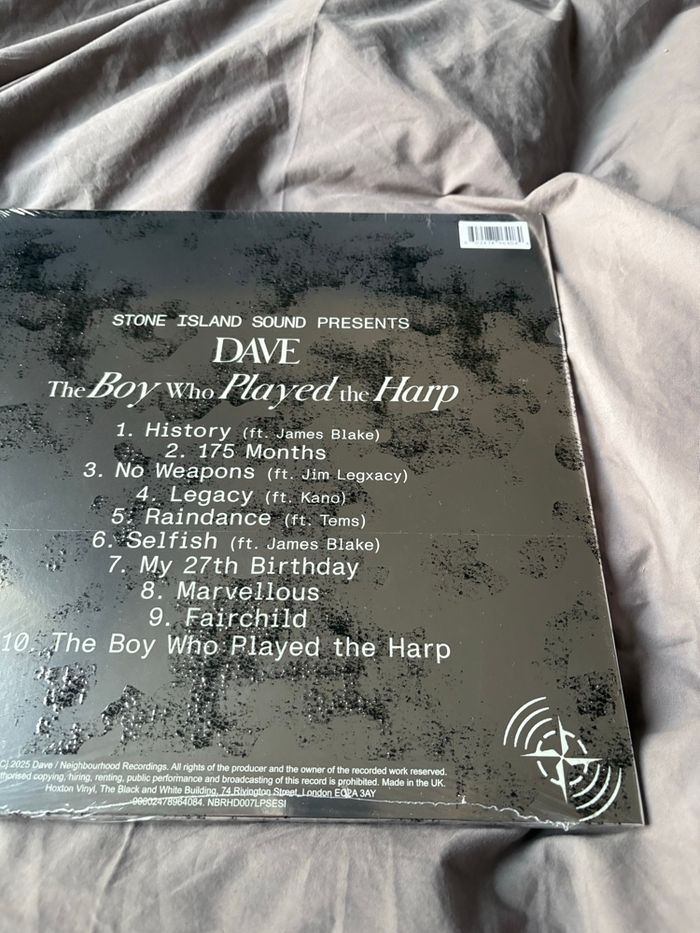 STONE ISLAND SOUND PRESENTS
DAVE
The Boy Who Played the Harp
1. History (ft. James Blake)
2. 175 Months
3. No Weapons (ft. Jim Legxacy)
4. Legacy (ft. Kano)
5. Raindance (ft. Tems)
6. Selfish (ft. James Blake)
7. My 27th Birthday
8. Marvellous
9. Fairchild
10. The Boy Who Played the Harp
2025 Dave / Neighbourhood Recordings. All rights of the producer and the owner of the recorded work reserved.
copying, hiring, renting, public performance and broadcasting of this record is prohibited. Made in the UK.
Hoxton Vinyl, The Black and White Building, 74 Rivington Street, London EC2A 3AY
00602478964084. NBRHD007LPSESI